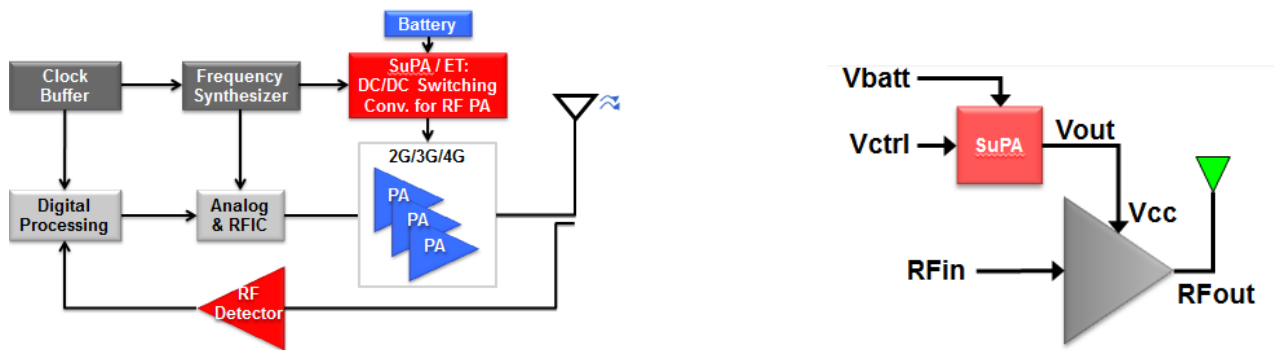 Battery
Clock
Buffer
Frequency
Synthesizer
SuPA / ET:
DC/DC Switching
Conv. for RF PA
2G/3G/4G
Digital
Processing
Analog
& RFIC
PA
PA
PA
RF
Detector
Vbatt
Vctrl
SuPA
Vout
Vcc
RFin
RFout